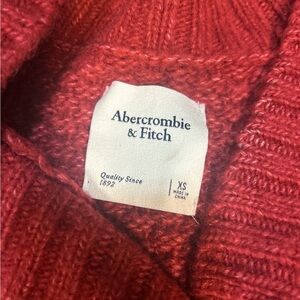 Abercrombie
& Fitch
Quality Since
1892
XS
MADE IN
CHINA